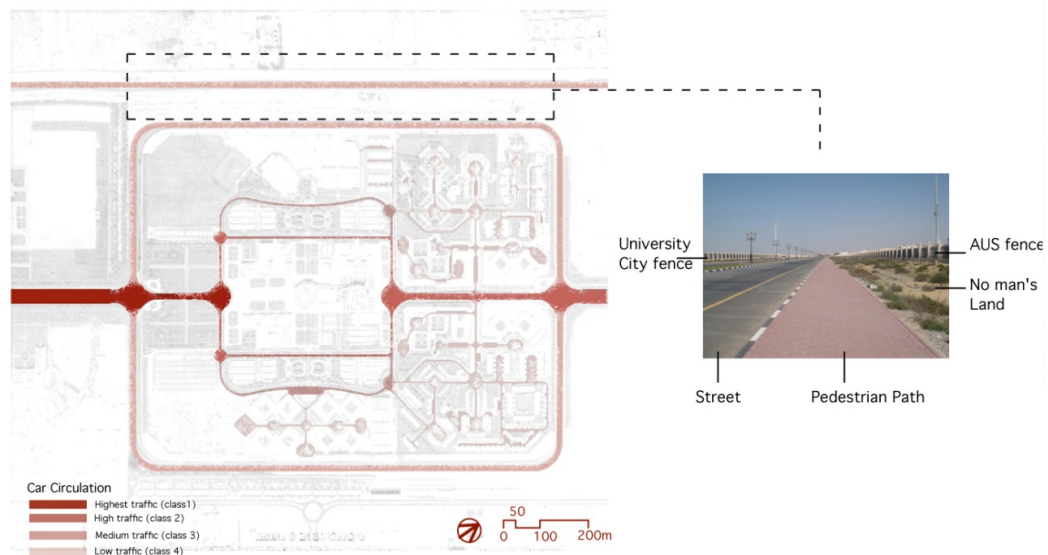 University
City fence
AUS fence
No man's
Land
Street
Pedestrian Path
Car Circulation
Highest traffic (class1)
High traffic (class 2)
Medium traffic (class 3)
Low traffic (class 4)
50
0 100 200m